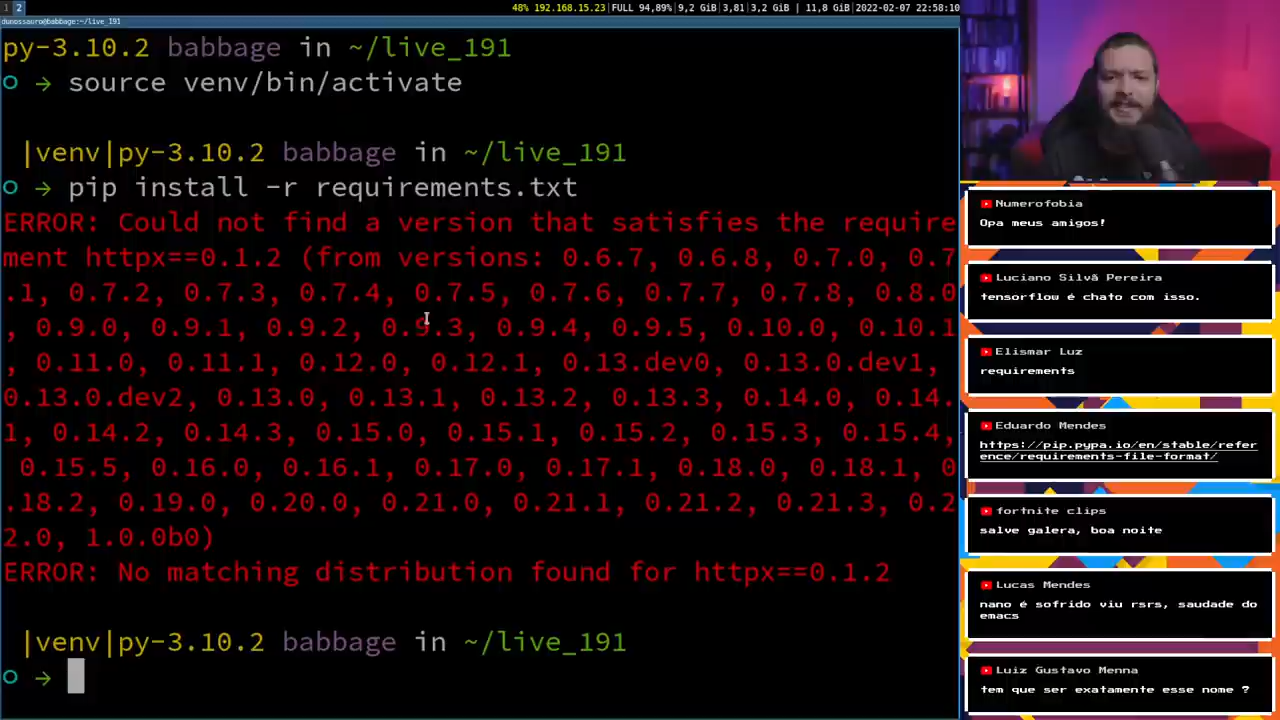 1 2
48% 192.168.15.23|FULL 94,89%|9,2 GiB|3,81|3,2 GiB | 11,8 GiB|2022-02-07 22:58:10
dunossauro@babbage:~/live_191
py-3.10.2 babbage in ~/live_191
→ source venv/bin/activate
|venv|py-3.10.2 babbage in ~/live_191
→ pip install -r requirements.txt
ERROR: Could not find a version that satisfies the require
ment httpx==0.1.2 (from versions: 0.6.7, 0.6.8, 0.7.0, 0.7
.1, 0.7.2, 0.7.3, 0.7.4, 0.7.5, 0.7.6, 0.7.7, 0.7.8, 0.8.0
, 0.9.0, 0.9.1, 0.9.2, 0.9.3, 0.9.4, 0.9.5, 0.10.0, 0.10.1
, 0.11.0, 0.11.1, 0.12.0, 0.12.1, 0.13.dev0, 0.13.0.dev1,
0.13.0.dev2, 0.13.0, 0.13.1, 0.13.2, 0.13.3, 0.14.0, 0.14.
1, 0.14.2, 0.14.3, 0.15.0, 0.15.1, 0.15.2, 0.15.3, 0.15.4,
0.15.5, 0.16.0, 0.16.1, 0.17.0, 0.17.1, 0.18.0, 0.18.1, 0
.18.2, 0.19.0, 0.20.0, 0.21.0, 0.21.1, 0.21.2, 0.21.3, 0.2
2.0, 1.0.0b0)
ERROR: No matching distribution found for httpx==0.1.2
|venv|py-3.10.2 babbage in ~/live_191
→
Numerofobia
Opa meus amigos!
Luciano Silvã Pereira
tensorflow é chato com isso.
Elismar Luz
requirements
Eduardo Mendes
https://pip.pypa.io/en/stable/refer
ence/requirements-file-format/
fortnite clips
salve galera, boa noite
Lucas Mendes
nano é sofrido viu rsrs, saudade do
emacs
Luiz Gustavo Menna
tem que ser exatamente esse nome ?